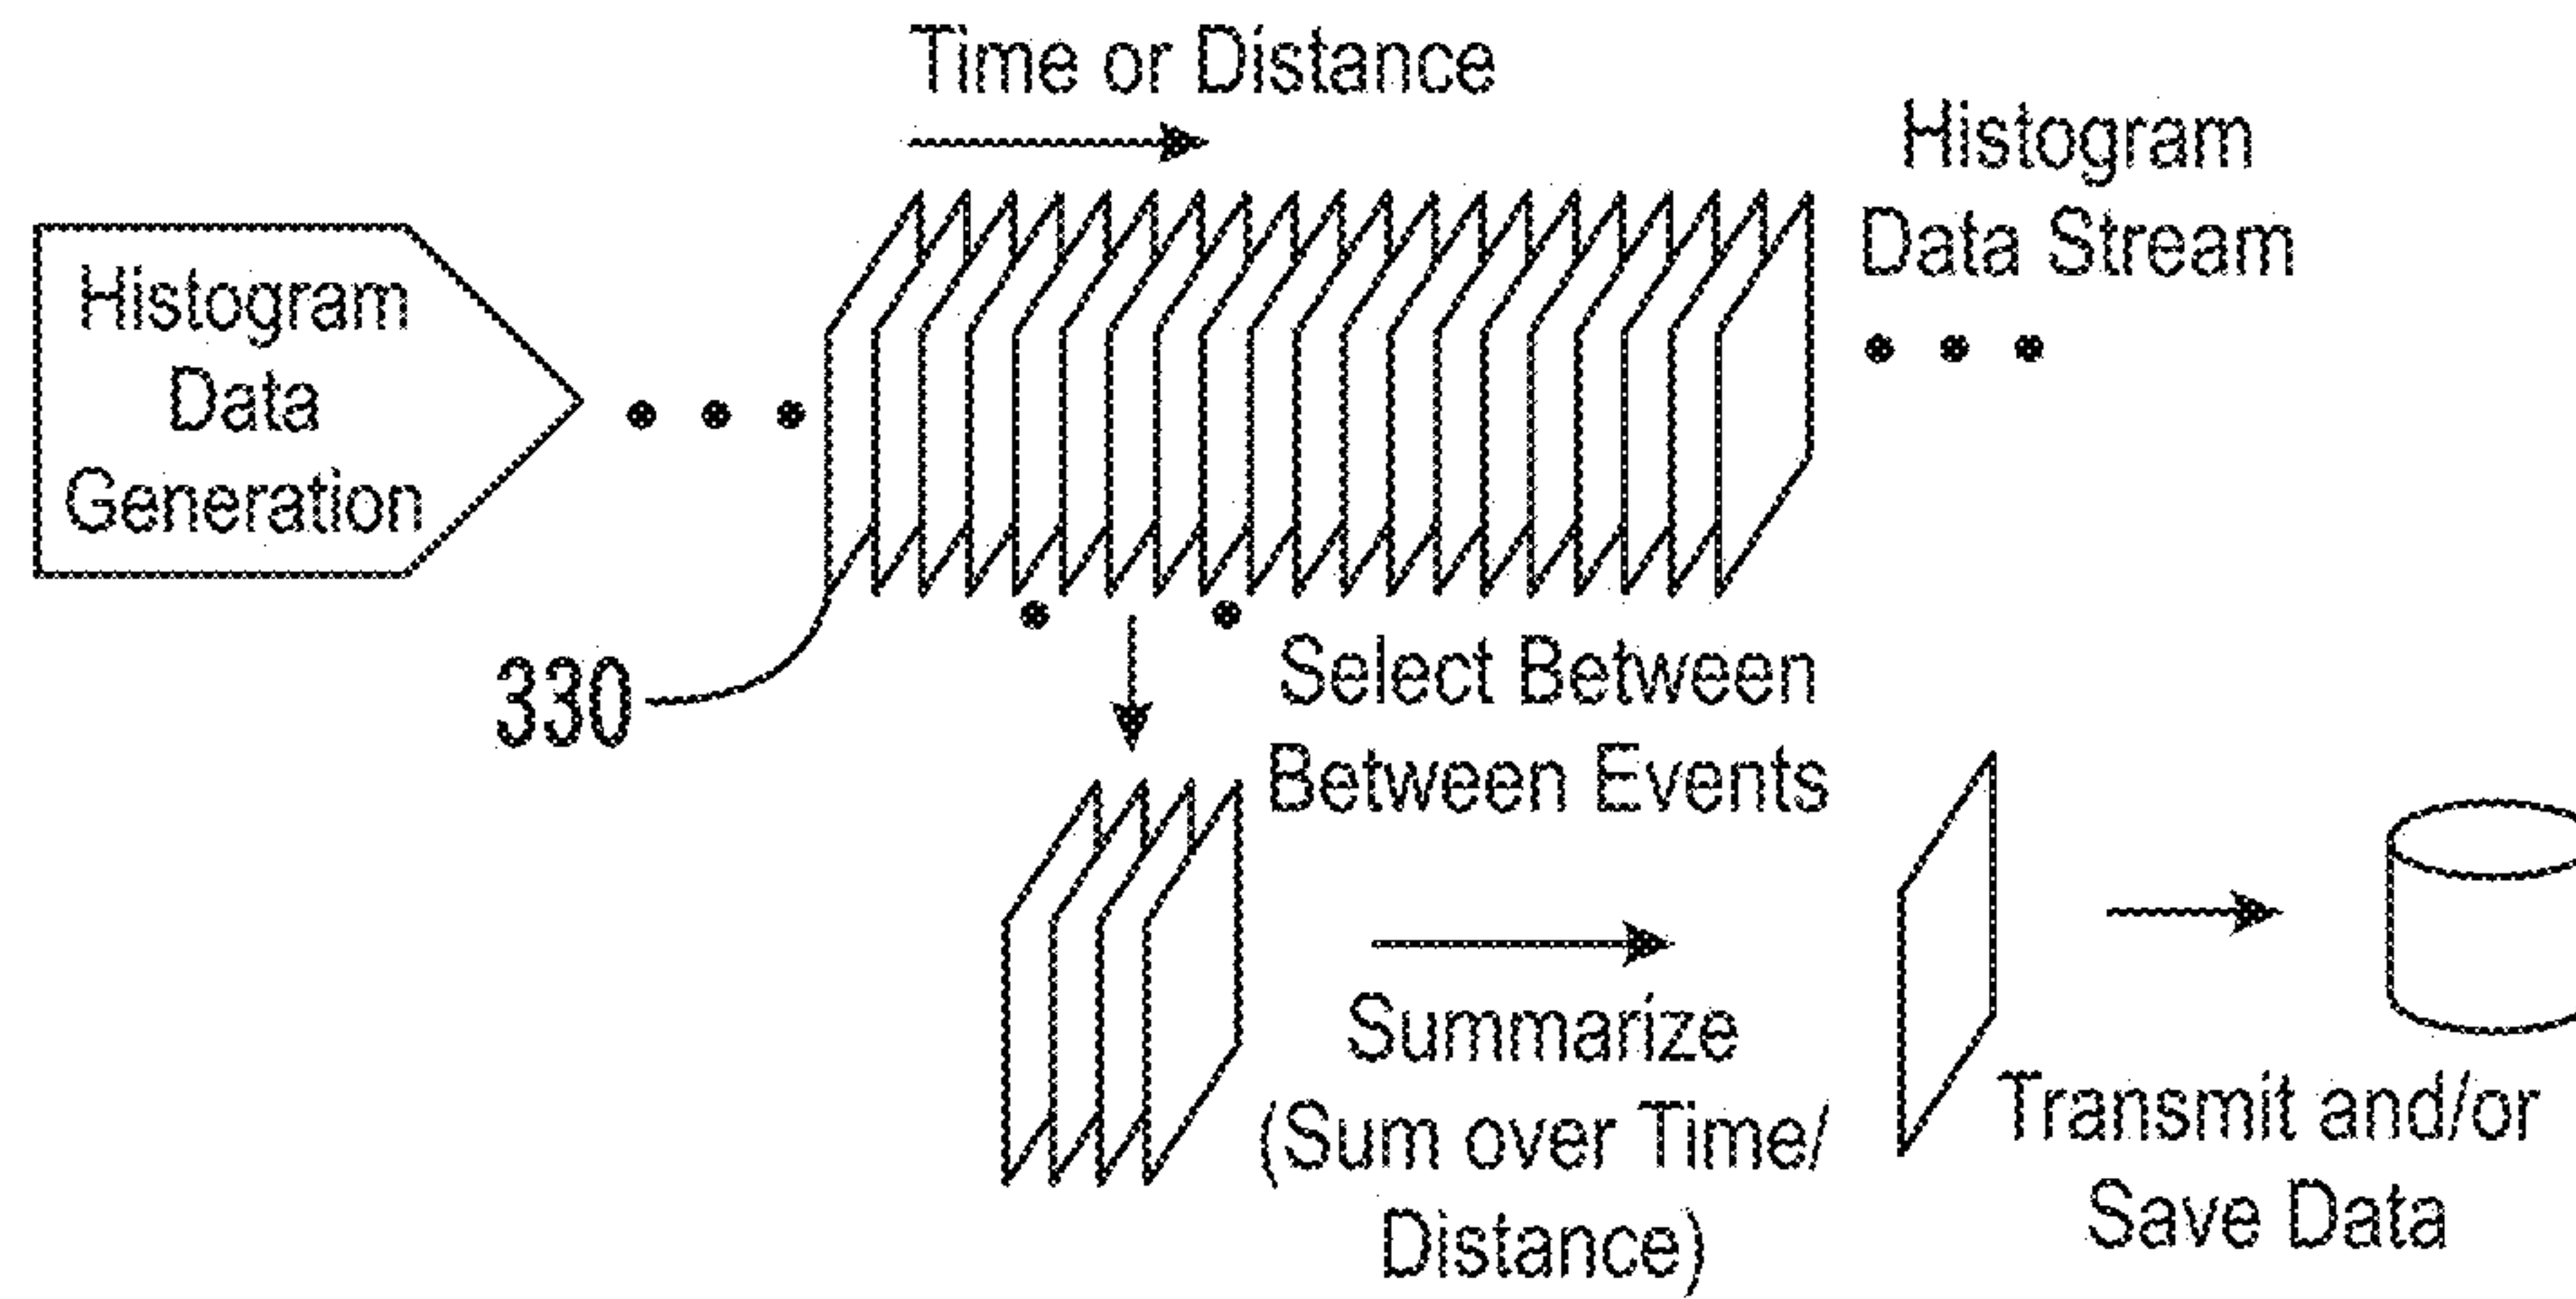 Time or Distance
Histogram
Data Stream
Histogram
Data
Generation
330
Select Between
Between Events
Summarize
(Sum over Time/
Distance)
Transmit and/or
Save Data